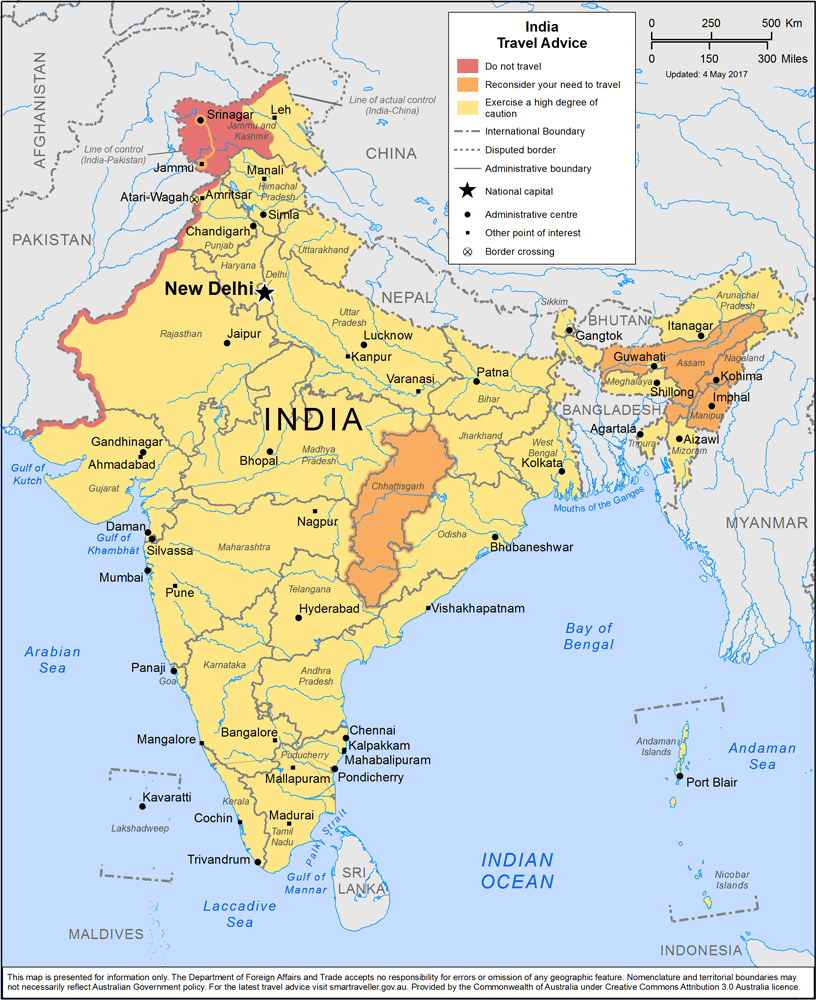 India
Travel Advice
Do not travel
Reconsider your need to travel
Exercise a high degree of
caution
International Boundary
Disputed border
Administrative boundary
National capital
Administrative centre
Other point of interest
Border crossing
0 250 500 Km
0 150 300 Miles
Updated: 4 May 2017
AFGHANISTAN
Line of actual control
(India-China)
Srinagar
Leh
Jammu and
Kashmir
Line of control
(India-Pakistan)
CHINA
Jammu
Manali
Himachal
Pradesh
Atari-Wagah
Amritsar
Simla
PAKISTAN
Chandigarh
Punjab
Uttarakhand
Haryana
Delhi
New Delhi
NEPAL
Sikkim
Arunachal
Pradesh
BHUTAN
Uttar
Pradesh
Rajasthan
Jaipur
Lucknow
Kanpur
Gangtok
Itanagar
Guwahati
Assam
Nagaland
Varanasi
Patna
Bihar
Meghalaya
Shillong
Kohima
Imphal
Manipur
INDIA
BANGLADESH
Gandhinagar
Ahmadabad
Bhopal
Madhya
Pradesh
Jharkhand
West
Bengal
Agartala
Tripura
Aizawl
Mizoram
Gulf of
Kutch
Gujarat
Kolkata
Chhattisgarh
Mouths of the Ganges
Nagpur
MYANMAR
Daman
Gulf of
Khambhāt
Silvassa
Maharashtra
Odisha
Bhubaneshwar
Mumbai
Pune
Telangana
Hyderabad
Vishakhapatnam
Arabian
Sea
Bay of
Bengal
Panaji
Goa
Karnataka
Andhra
Pradesh
Mangalore
Bangalore
Chennai
Kalpakkam
Mahabalipuram
Puducherry
Mallapuram
Pondicherry
Andaman
Islands
Andaman
Sea
Port Blair
Kavaratti
Lakshadweep
Kerala
Cochin
Madurai
Tamil
Nadu
Palky Strait
Trivandrum
Gulf of
Mannar
SRI
LANKA
INDIAN
OCEAN
Nicobar
Islands
Laccadive
Sea
MALDIVES
INDONESIA
This map is presented for information only. The Department of Foreign Affairs and Trade accepts no responsibility for errors or omission of any geographic feature. Nomenclature and territorial boundaries may
not necessarily reflect Australian Government policy. For the latest travel advice visit smartraveller.gov.au. Provided by the Commonwealth of Australia under Creative Commons Attribution 3.0 Australia licence.